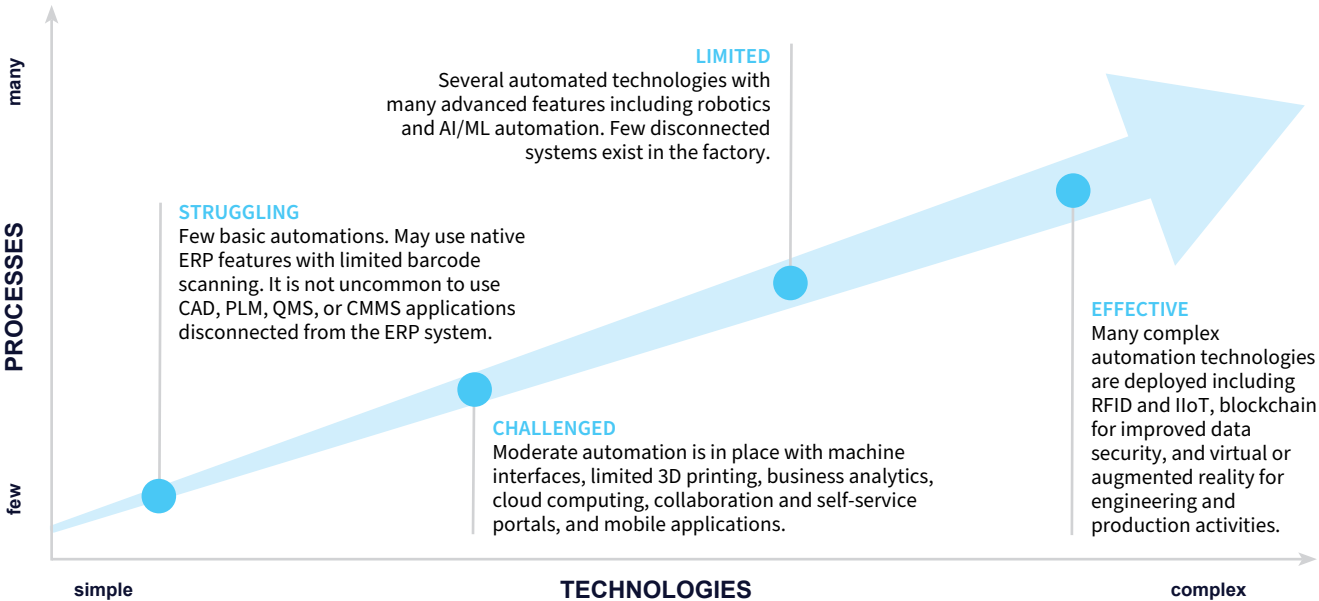 many
PROCESSES
few
LIMITED
Several automated technologies with
many advanced features including robotics
and AI/ML automation. Few disconnected
systems exist in the factory.
STRUGGLING
Few basic automations. May use native
ERP features with limited barcode
scanning. It is not uncommon to use
CAD, PLM, QMS, or CMMS applications
disconnected from the ERP system.
CHALLENGED
Moderate automation is in place with machine
interfaces, limited 3D printing, business analytics,
cloud computing, collaboration and self-service
portals, and mobile applications.
EFFECTIVE
Many complex
automation technologies
are deployed including
RFID and IIoT, blockchain
for improved data
security, and virtual or
augmented reality for
engineering and
production activities.
simple
TECHNOLOGIES
complex